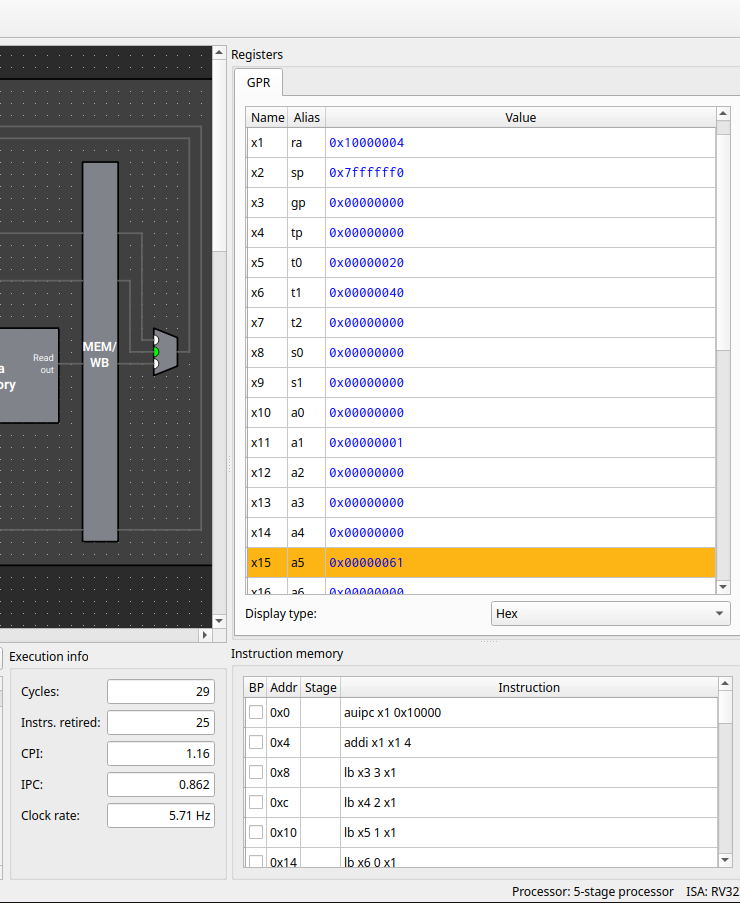 Registers
GPR
Name Alias Value
x1 ra 0x10000004
x2 sp 0x7ffffff0
x3 gp 0x00000000
x4 tp 0x00000000
x5 t0 0x00000020
x6 t1 0x00000040
x7 t2 0x00000000
x8 s0 0x00000000
x9 s1 0x00000000
x10 a0 0x00000000
x11 a1 0x00000001
x12 a2 0x00000000
x13 a3 0x00000000
x14 a4 0x00000000
x15 a5 0x00000061
x16 a6 0x00000000
Display type: Hex
Read
out
a
ory
MEM/
WB
Execution info
Cycles: 29
Instrs. retired: 25
CPI: 1.16
IPC: 0.862
Clock rate: 5.71 Hz
Instruction memory
BP Addr Stage Instruction
0x0 auipc x1 0x10000
0x4 addi x1 x1 4
0x8 lb x3 3 x1
0xc lb x4 2 x1
0x10 lb x5 1 x1
0x14 lb x6 0 x1
Processor: 5-stage processor ISA: RV32